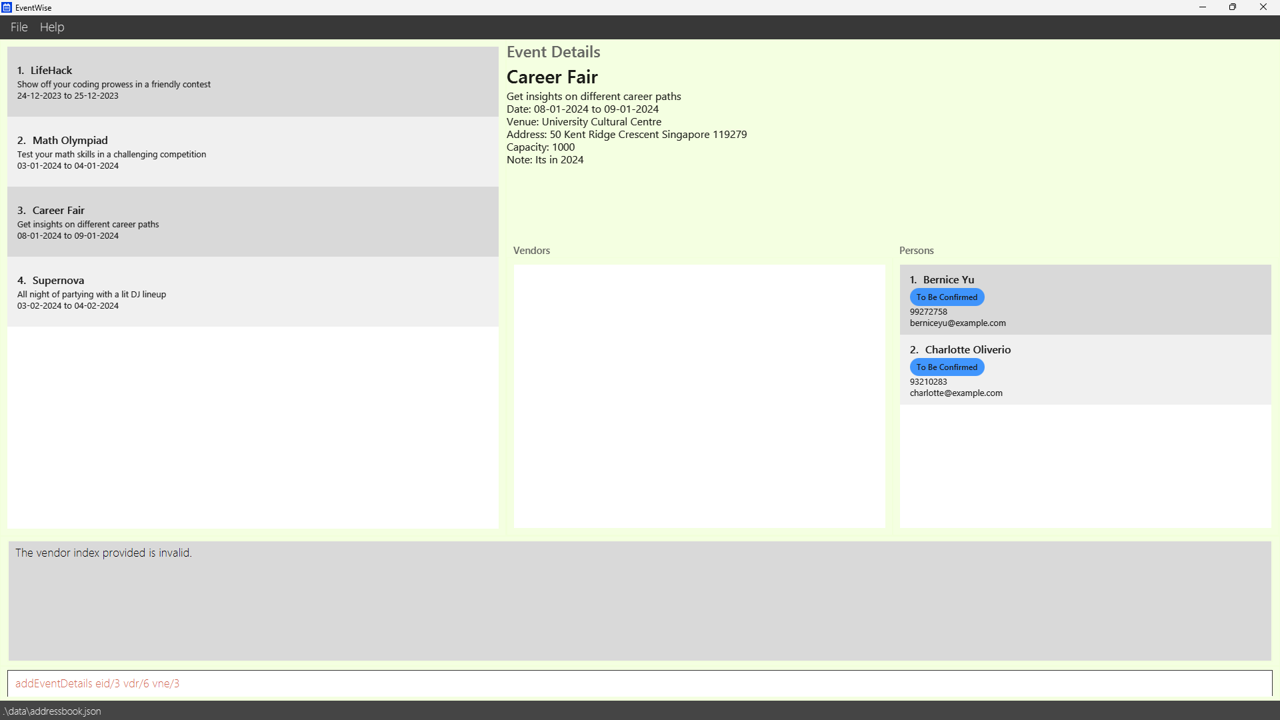 EventWise
File Help
1. LifeHack
Show off your coding prowess in a friendly contest
24-12-2023 to 25-12-2023
2. Math Olympiad
Test your math skills in a challenging competition
03-01-2024 to 04-01-2024
3. Career Fair
Get insights on different career paths
08-01-2024 to 09-01-2024
4. Supernova
All night of partying with a lit DJ lineup
03-02-2024 to 04-02-2024
Event Details
Career Fair
Get insights on different career paths
Date: 08-01-2024 to 09-01-2024
Venue: University Cultural Centre
Address: 50 Kent Ridge Crescent Singapore 119279
Capacity: 1000
Note: Its in 2024
Vendors
Persons
1. Bernice Yu
To Be Confirmed
99272758
berniceyu@example.com
2. Charlotte Oliverio
To Be Confirmed
93210283
charlotte@example.com
The vendor index provided is invalid.
addEventDetails eid/3 vdr/6 vne/3
.\data\addressbook.json